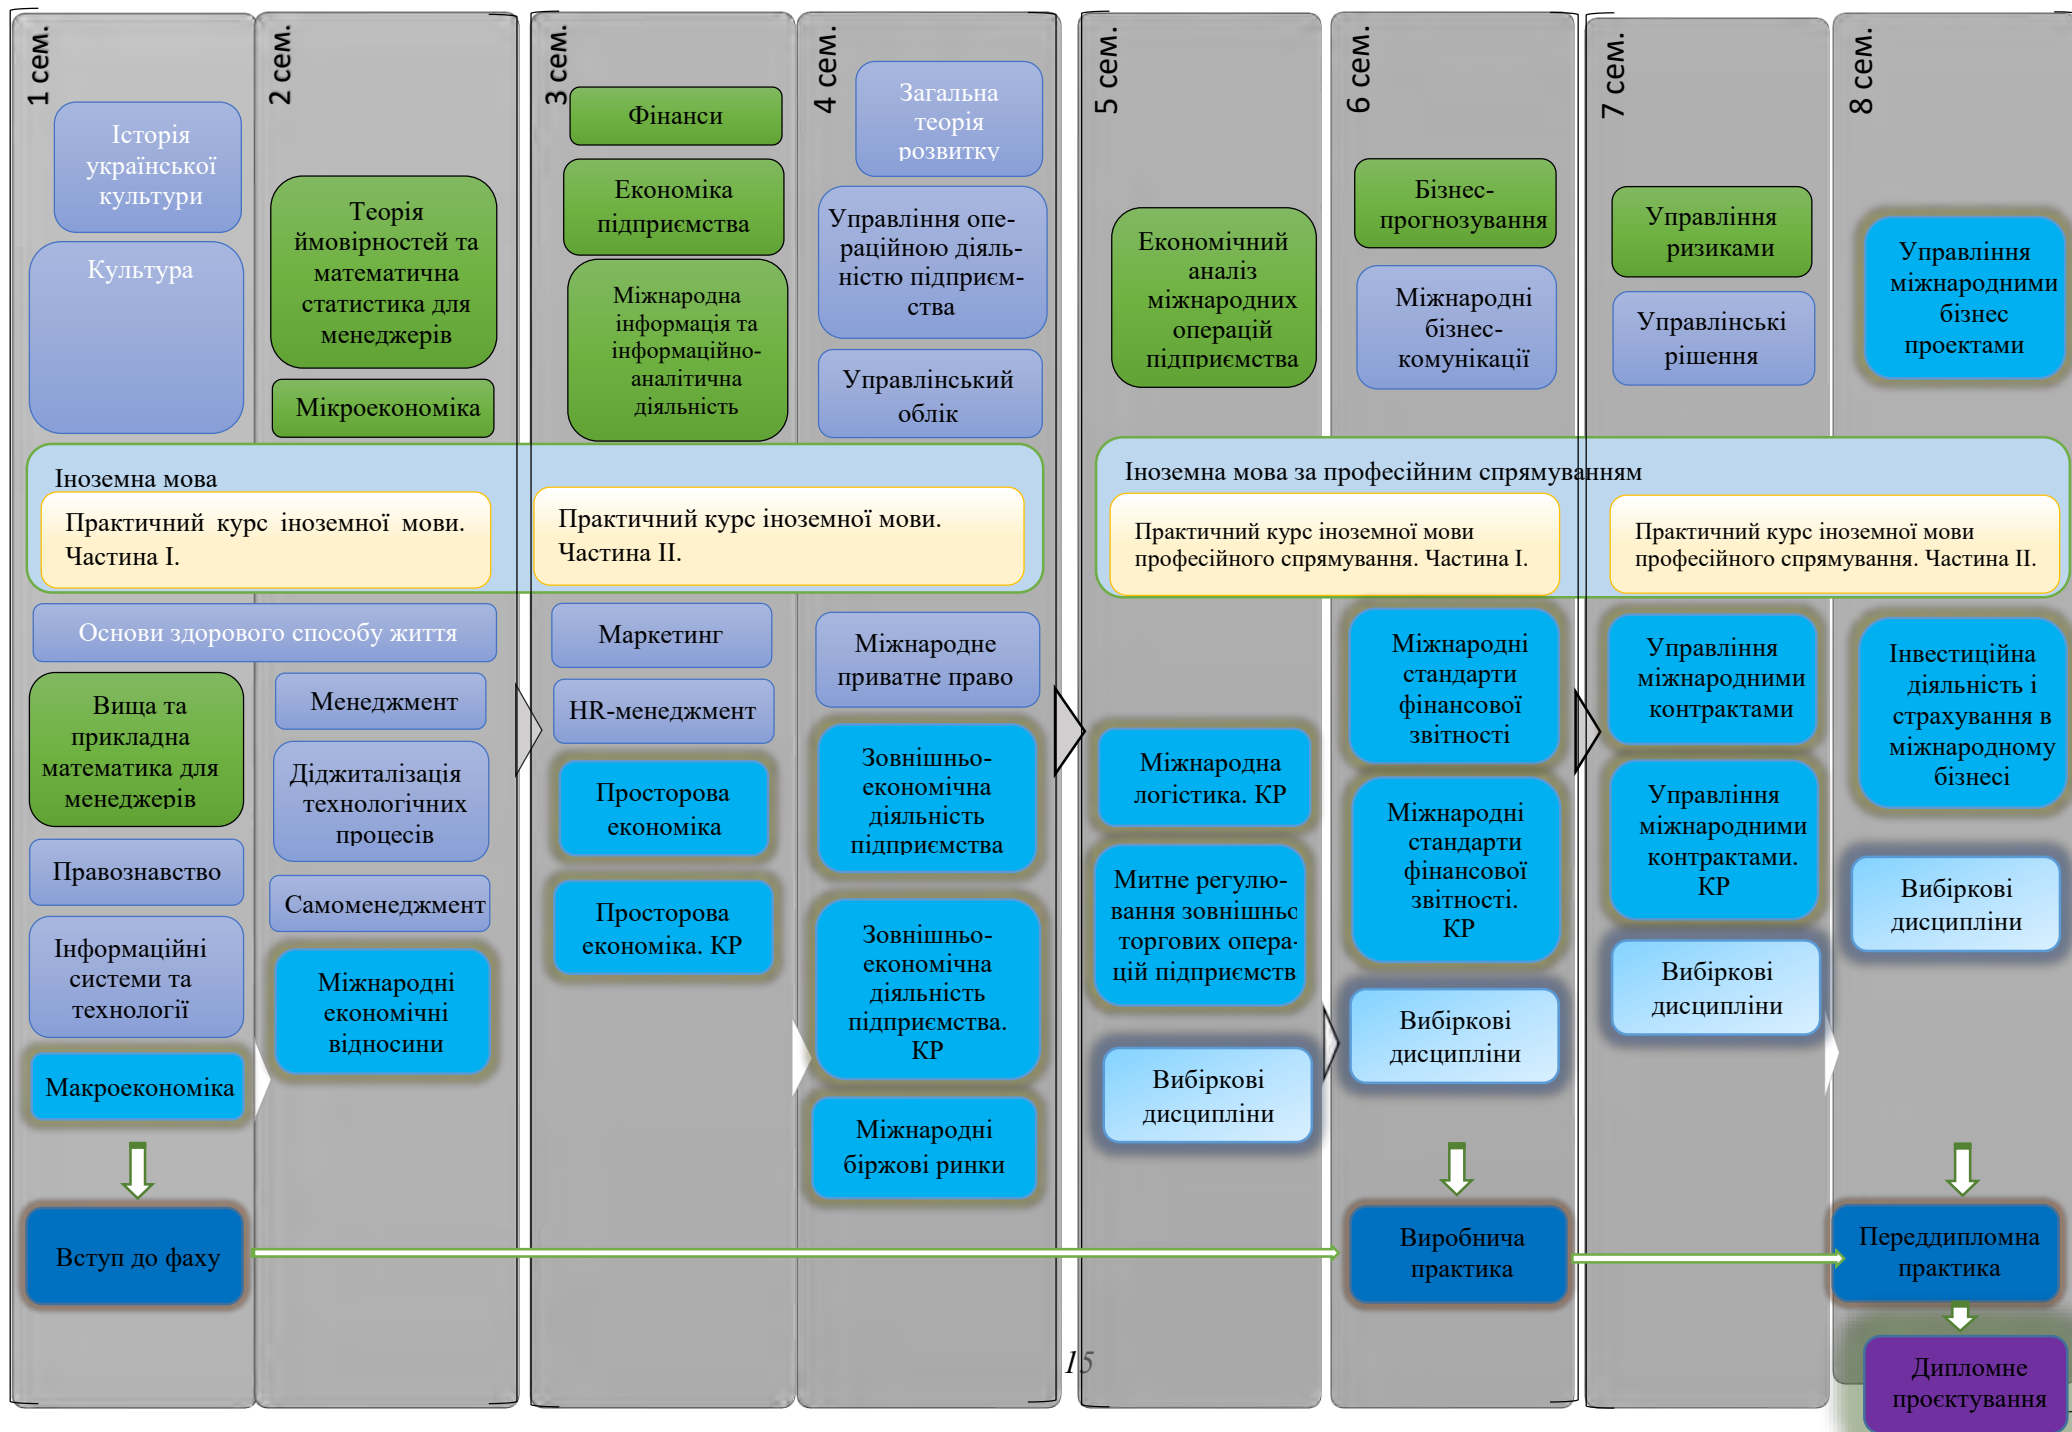 1 сем.
Історія
української
культури
Культура
2 сем.
Теорія
ймовірностей та
математична
статистика для
менеджерів
Мікроекономіка
3 сем.
Фінанси
Економіка
підприємства
Міжнародна
інформація та
інформаційно-
аналітична
діяльність
4 сем.
Загальна
теорія
розвитку
Управління опе-
раційною діяль-
ністю підприєм-
ства
Управлінський
облік
5 сем.
Економічний
аналіз
міжнародних
операцій
підприємства
6 сем.
Бізнес-
прогнозування
Міжнародні
бізнес-
комунікації
7 сем.
Управління
ризиками
Управлінські
рішення
8 сем.
Управління
міжнародними
бізнес
проектами
Іноземна мова
Практичний курс іноземної мови.
Частина І.
Практичний курс іноземної мови.
Частина ІІ.
Іноземна мова за професійним спрямуванням
Практичний курс іноземної мови
професійного спрямування. Частина І.
Практичний курс іноземної мови
професійного спрямування. Частина ІІ.
Основи здорового способу життя
Вища та
прикладна
математика для
менеджерів
Правознавство
Інформаційні
системи та
технології
Макроекономіка
Вступ до фаху
Менеджмент
Діджиталізація
технологічних
процесів
Самоменеджмент
Міжнародні
економічні
відносини
Маркетинг
HR-менеджмент
Просторова
економіка
Просторова
економіка. КР
Міжнародне
приватне право
Зовнішньо-
економічна
діяльність
підприємства
Зовнішньо-
економічна
діяльність
підприємства.
КР
Міжнародні
біржові ринки
Міжнародна
логістика. КР
Митне регулю-
вання зовнішньо
торгових опера-
цій підприємств
Вибіркові
дисципліни
Міжнародні
стандарти
фінансової
звітності
Міжнародні
стандарти
фінансової
звітності.
КР
Вибіркові
дисципліни
Виробнича
практика
Управління
міжнародними
контрактами
Управління
міжнародними
контрактами.
КР
Вибіркові
дисципліни
Інвестиційна
діяльність і
страхування в
міжнародному
бізнесі
Вибіркові
дисципліни
Переддипломна
практика
Дипломне
проєктування
15